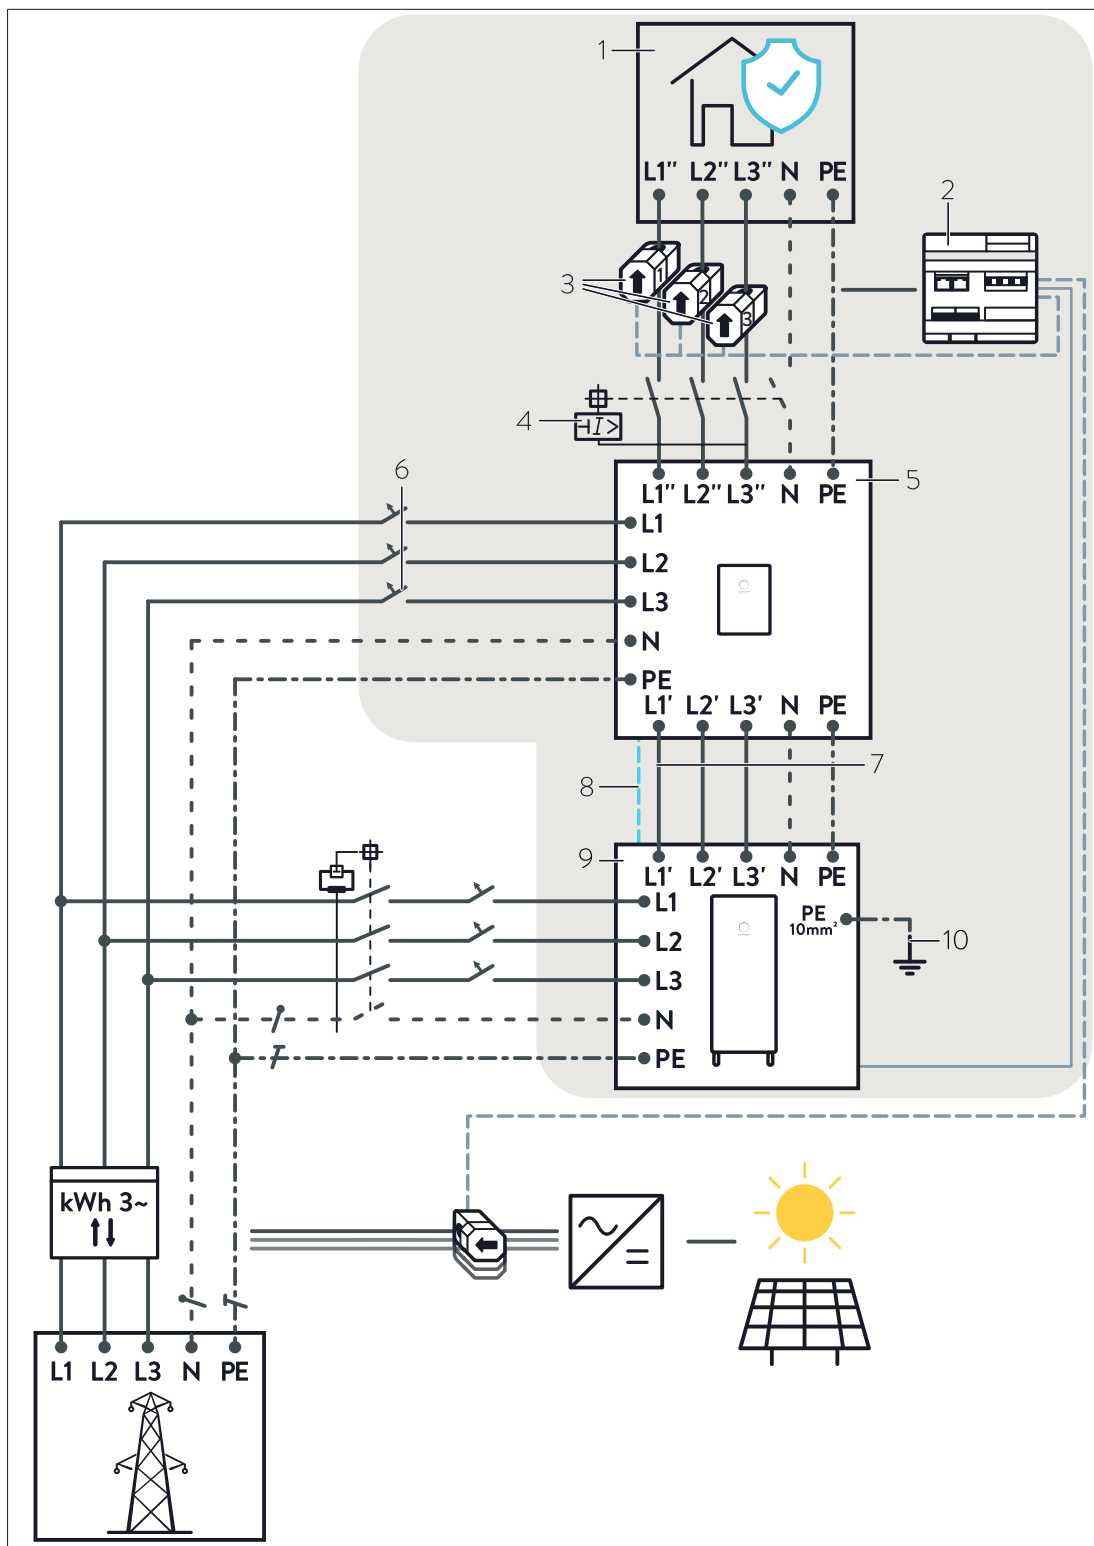 1
L1" L2" L3" N PE
2
3
1
2
3
4
I >
6
L1" L2" L3" N PE
5
L1
L2
L3
N
PE
L1' L2' L3' N PE
7
8
9
L1' L2' L3' N PE
L1
PE
10mm²
L2
10
L3
N
PE
kWh 3~
L1 L2 L3 N PE